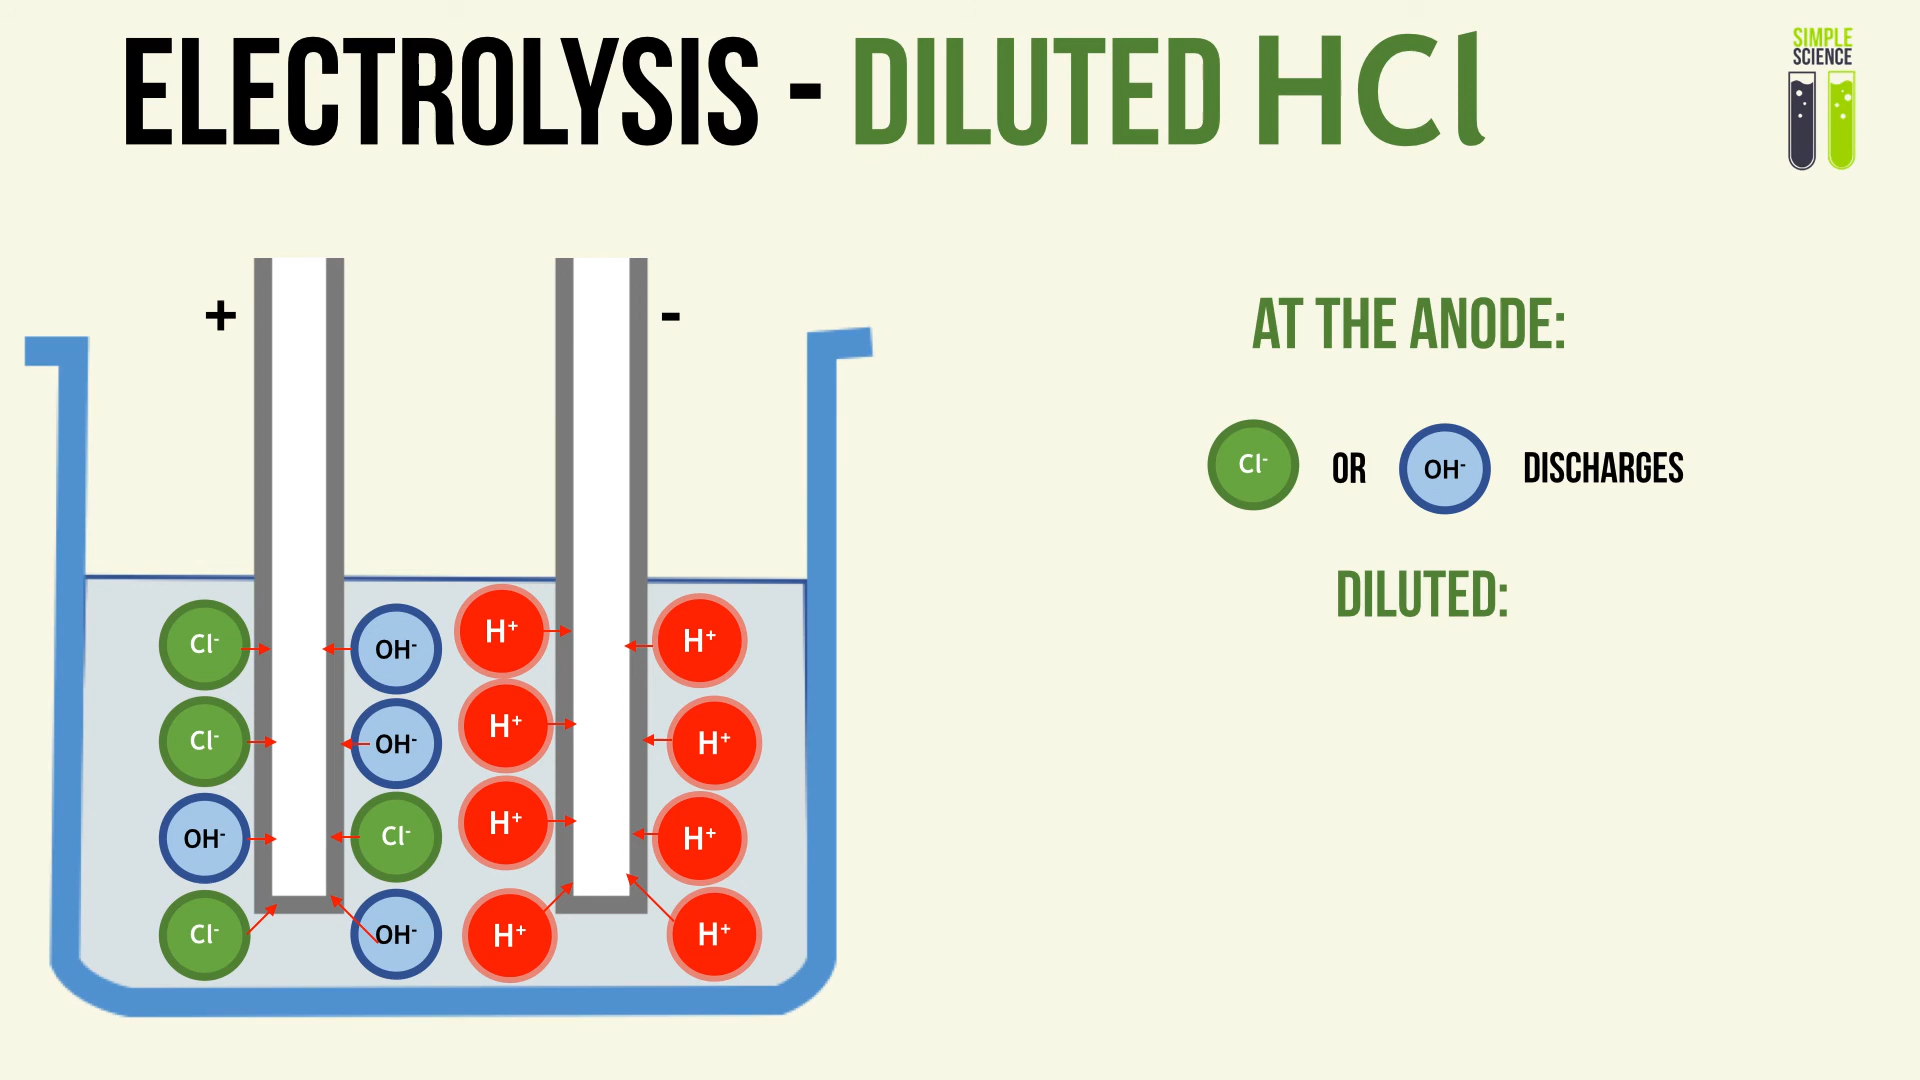 ELECTROLYSIS - DILUTED HCl
SIMPLE
SCIENCE
+
-
AT THE ANODE:
Cl⁻ OR OH⁻ DISCHARGES
DILUTED:
Cl⁻ OH⁻ H⁺ H⁺
Cl⁻ OH⁻ H⁺ H⁺
OH⁻ Cl⁻ H⁺ H⁺
Cl⁻ OH⁻ H⁺ H⁺